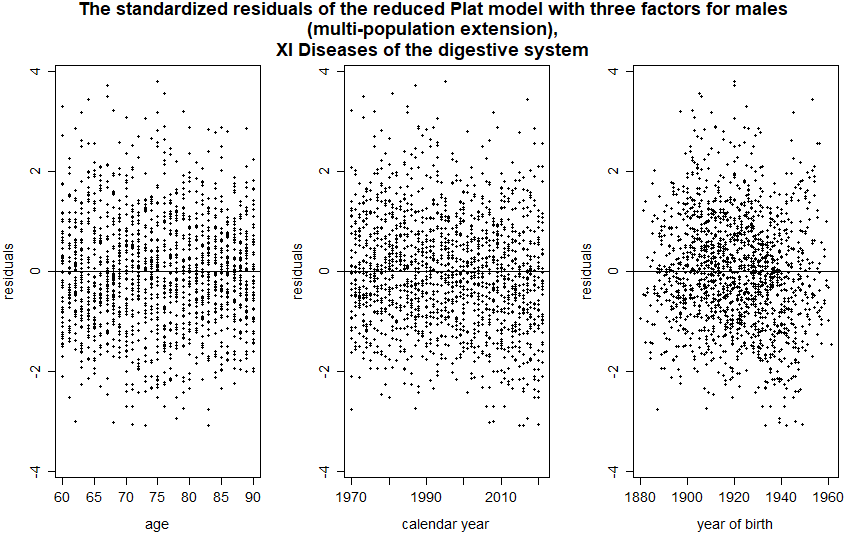 The standardized residuals of the reduced Plat model with three factors for males
(multi-population extension),
XI Diseases of the digestive system
residuals
4
2
0
-2
-4
60 65 70 75 80 85 90
age
residuals
4
2
0
-2
-4
1970 1990 2010
calendar year
residuals
4
2
0
-2
-4
1880 1900 1920 1940 1960
year of birth